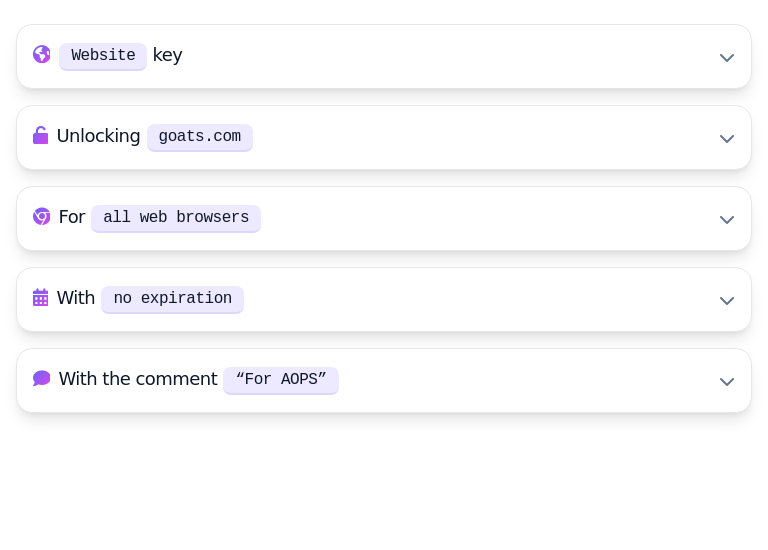 Website key
Unlocking goats.com
For all web browsers
With no expiration
With the comment “For AOPS”